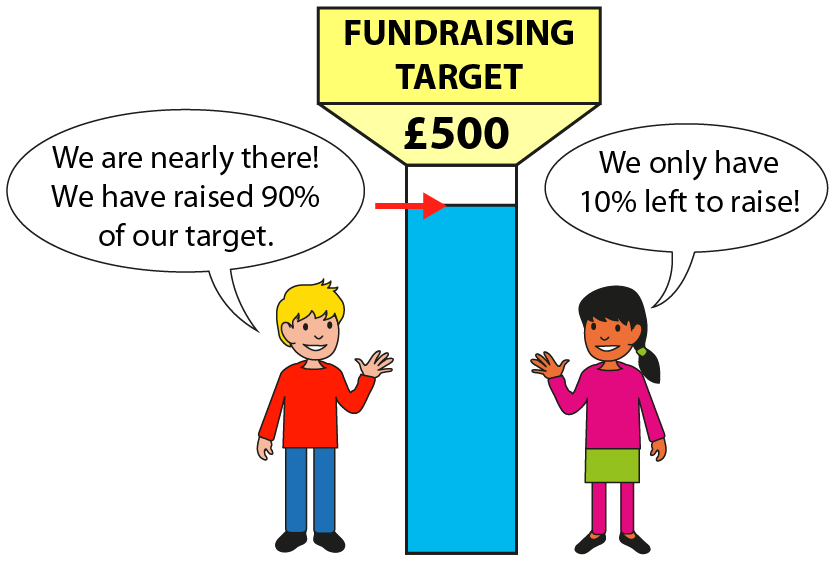 FUNDRAISING
TARGET
£500
We are nearly there!
We have raised 90%
of our target.
We only have
10% left to raise!